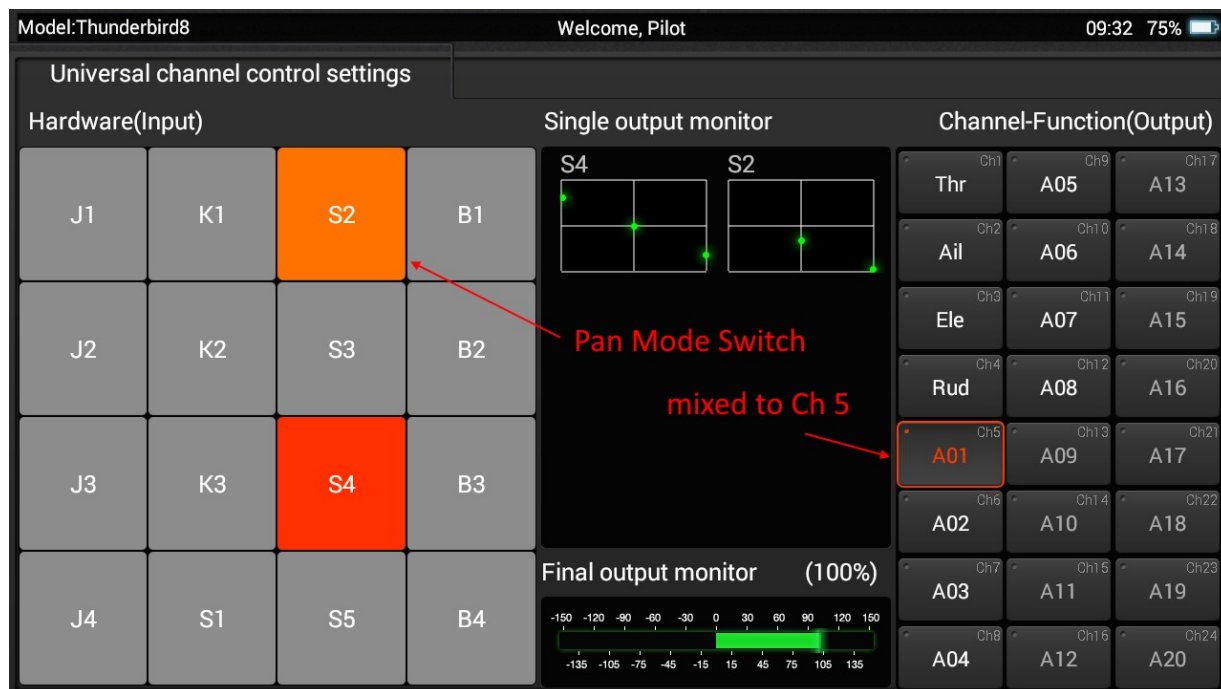 Model:Thunderbird8 Welcome, Pilot 09:32 75%
Universal channel control settings
Hardware(Input) Single output monitor Channel-Function(Output)
J1 K1 S2 B1
J2 K2 S3 B2
J3 K3 S4 B3
J4 S1 S5 B4
S4 S2
Pan Mode Switch
mixed to Ch 5
Final output monitor (100%)
-150 -120 -90 -60 -30 0 30 60 90 120 150
-135 -105 -75 -45 -15 15 45 75 105 135
Ch1 Ch9 Ch17
Thr A05 A13
Ch2 Ch10 Ch18
Ail A06 A14
Ch3 Ch11 Ch19
Ele A07 A15
Ch4 Ch12 Ch20
Rud A08 A16
Ch5 Ch13 Ch21
A01 A09 A17
Ch6 Ch14 Ch22
A02 A10 A18
Ch7 Ch15 Ch23
A03 A11 A19
Ch8 Ch16 Ch24
A04 A12 A20